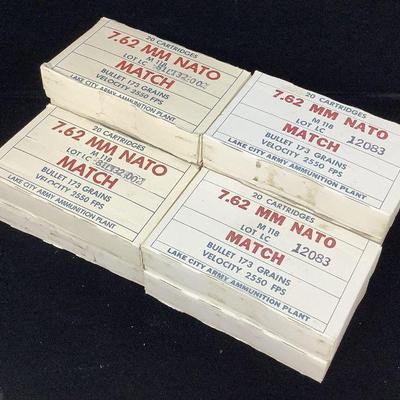 20 CARTRIDGES
7.62 MM NATO
M 118
LOT LC
MATCH
BULLET 173 GRAINS
VELOCITY 2550 FPS
LAKE CITY ARMY AMMUNITION PLANT
20 CARTRIDGES
7.62 MM NATO
M 118
LOT LC 12083
MATCH
BULLET 173 GRAINS
VELOCITY 2550 FPS
LAKE CITY ARMY AMMUNITION PLANT
20 CARTRIDGES
7.62 MM NATO
M 118
LOT LC
MATCH
BULLET 173 GRAINS
VELOCITY 2550 FPS
LAKE CITY ARMY AMMUNITION PLANT
20 CARTRIDGES
7.62 MM NATO
M 118
LOT LC 12083
MATCH
BULLET 173 GRAINS
VELOCITY 2550 FPS
LAKE CITY ARMY AMMUNITION PLANT